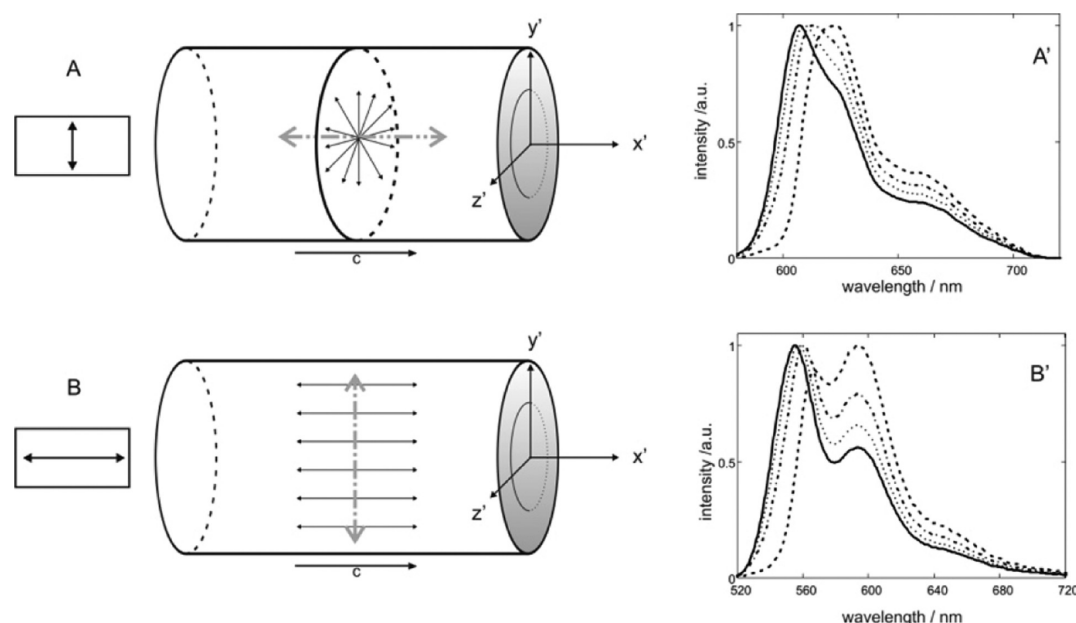 A
y'
x'
z'
c
A'
intensity /a.u.
1
0.5
0
600 650 700
wavelength / nm
B
y'
x'
z'
c
B'
intensity /a.u.
1
0.5
0
520 560 600 640 680 720
wavelength / nm